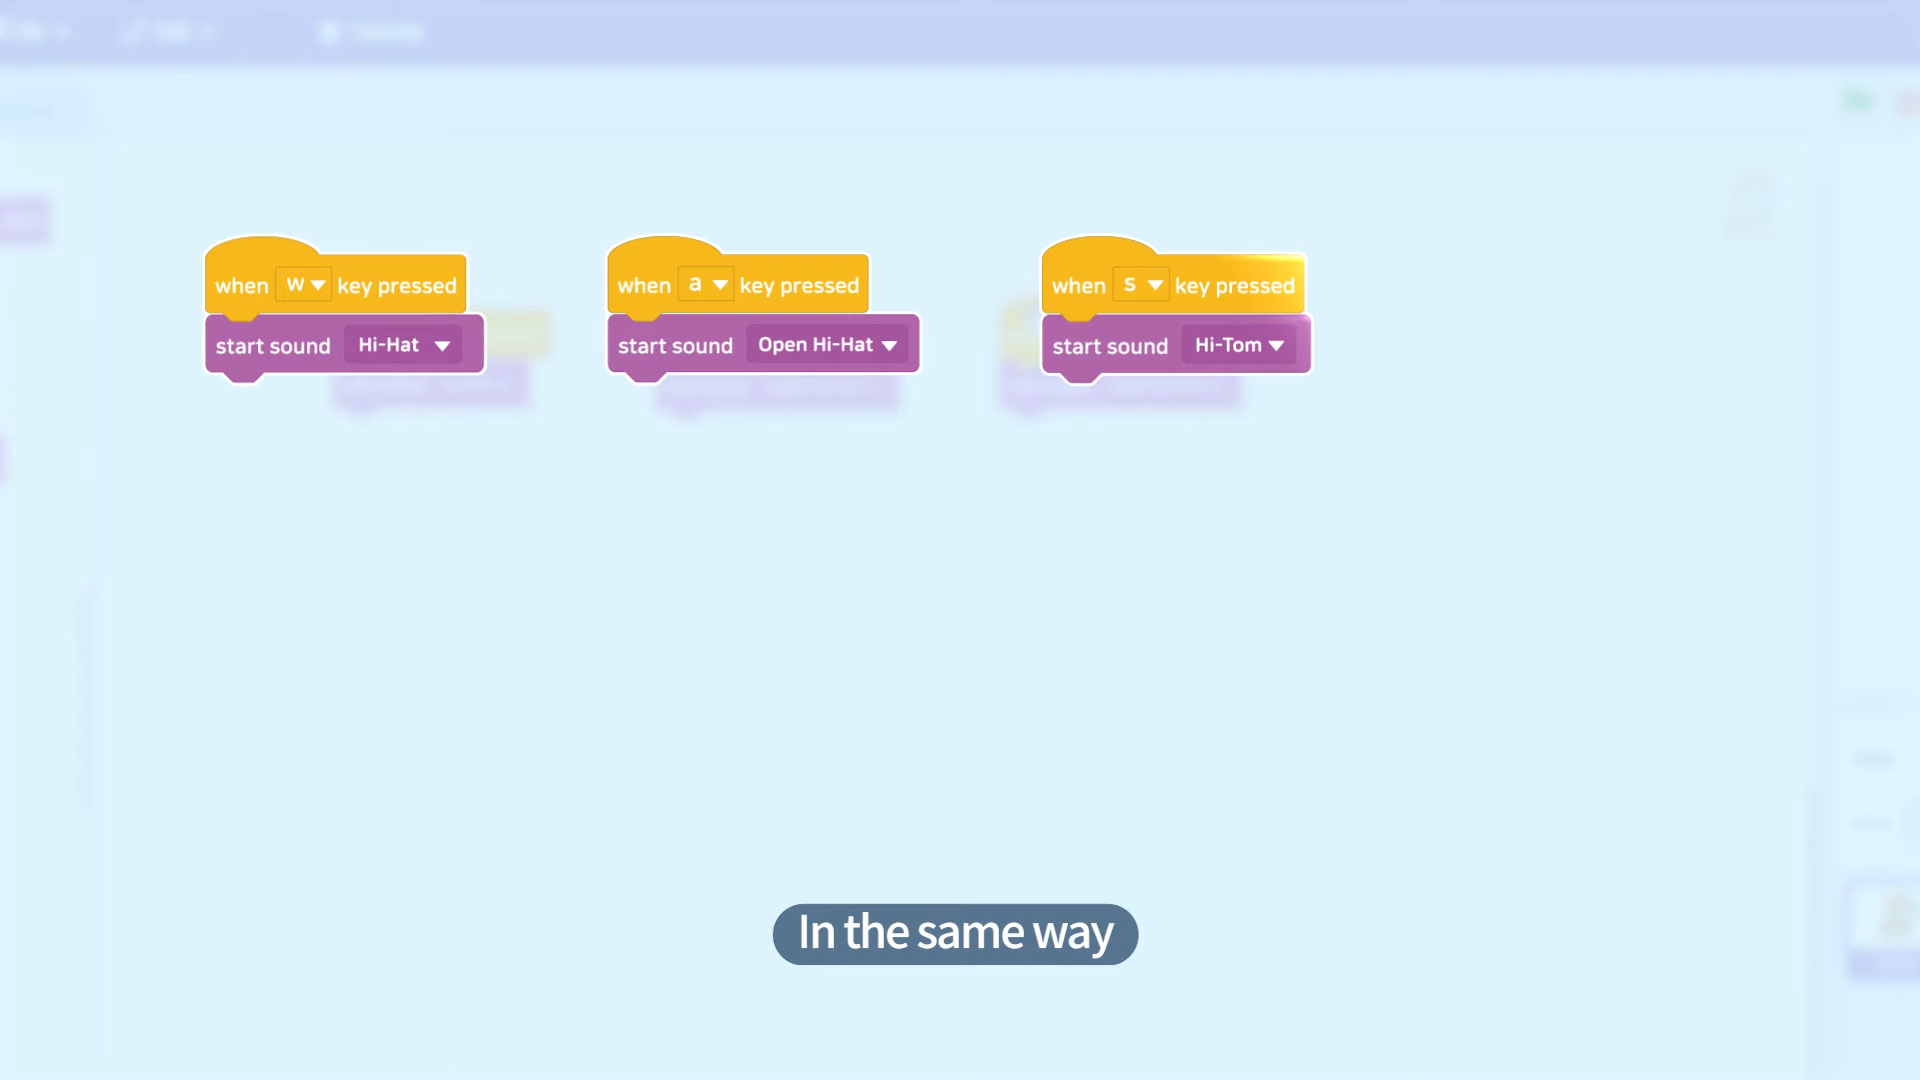 when w key pressed
start sound Hi-Hat
when a key pressed
start sound Open Hi-Hat
when s key pressed
start sound Hi-Tom
In the same way